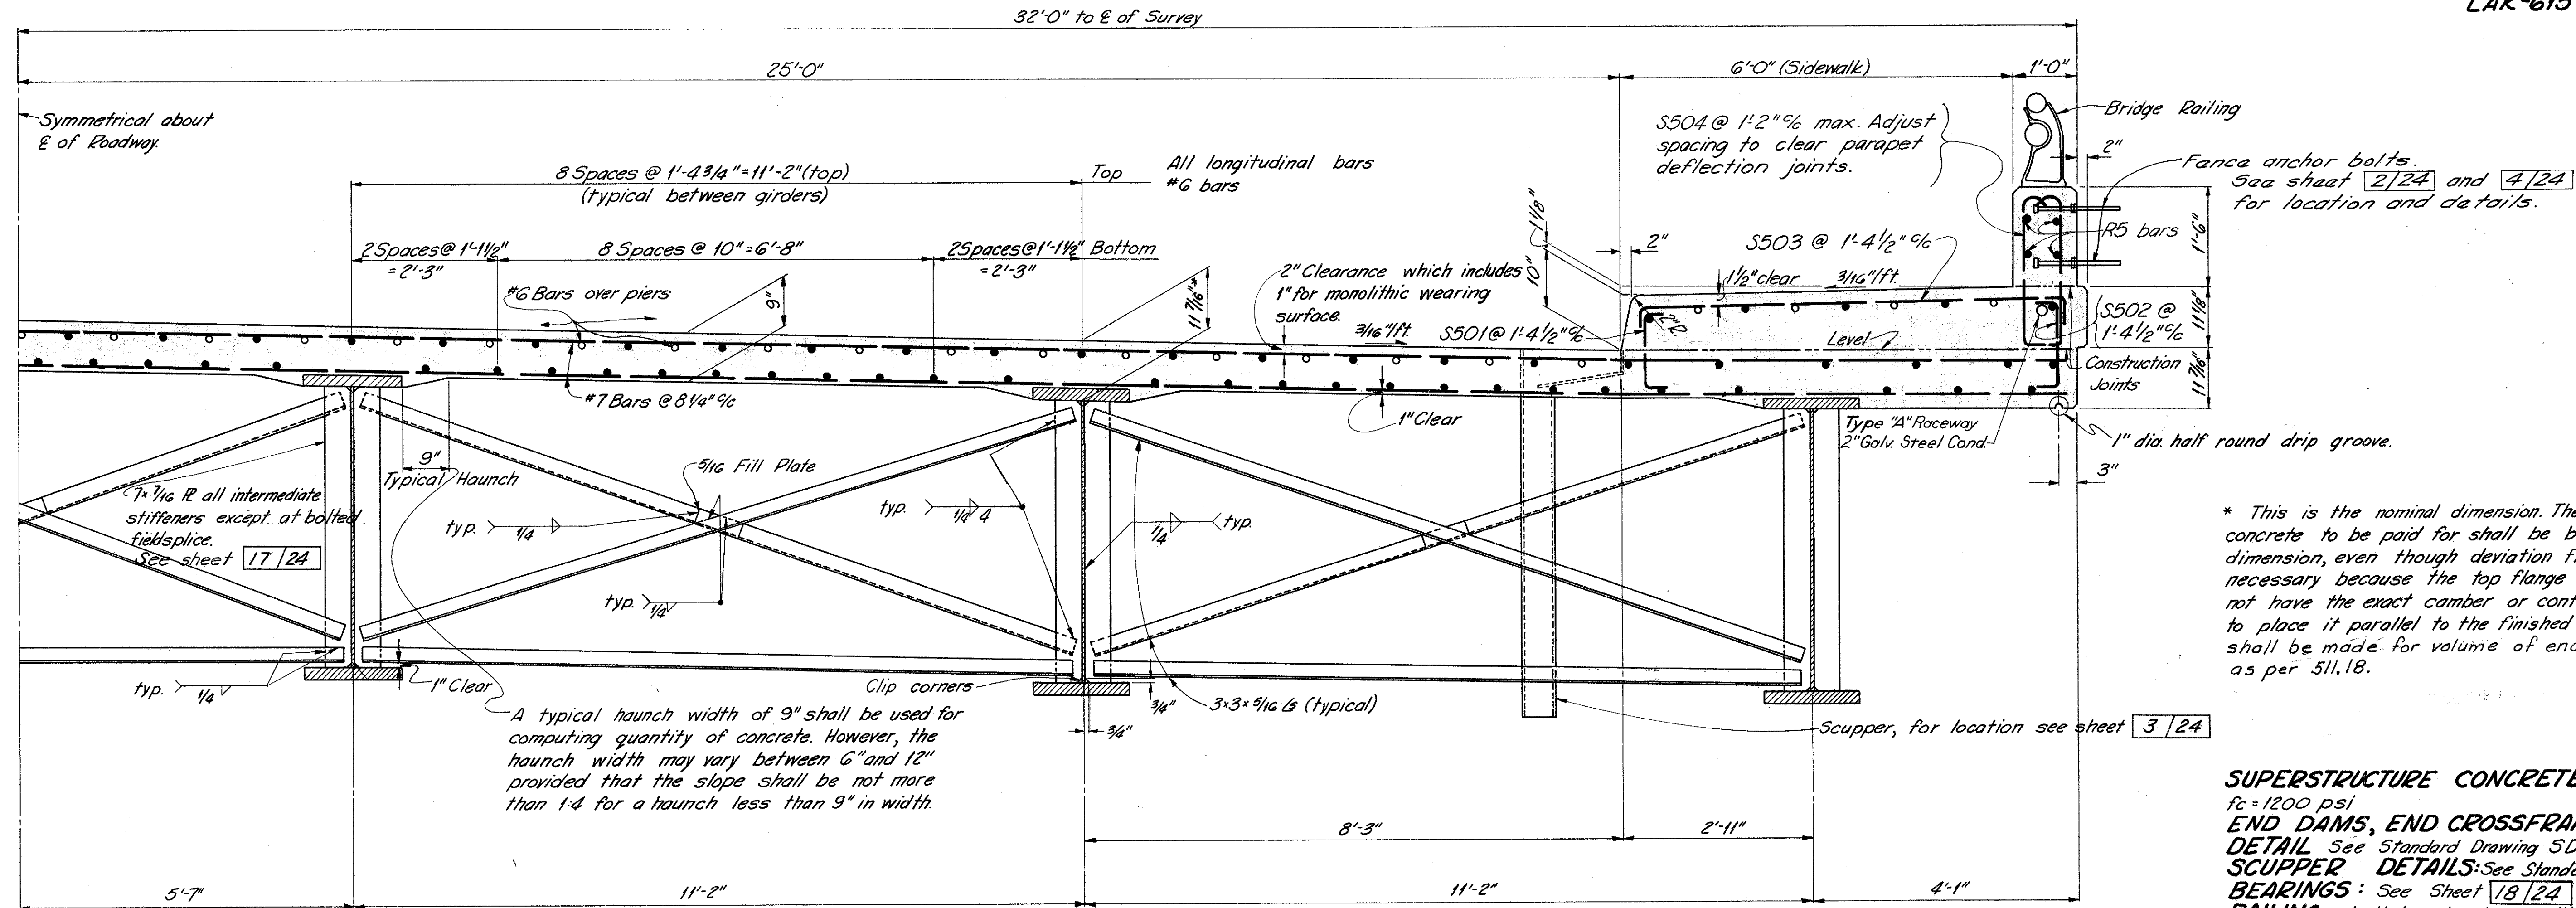 LAK-615
32'-0" to ℄ of Survey
25'-0"
6'-0" (Sidewalk)
1'-0"
Symmetrical about
℄ of Roadway.
8 Spaces @ 1'-4 3/4" = 11'-2" (top)
(typical between girders)
Top
All longitudinal bars
#6 bars
S504 @ 1'-2" c/c max. Adjust
spacing to clear parapet
deflection joints.
Bridge Railing
2"
Fence anchor bolts.
See sheet 2/24 and 4/24
for location and details.
2 Spaces @ 1'-1 1/2"
= 2'-3"
8 Spaces @ 10" = 6'-8"
2 Spaces @ 1'-1 1/2"
= 2'-3"
Bottom
1 1/8"
10"
2"
S503 @ 1'-4 1/2" c/c
R5 bars
1'-6"
#6 Bars over piers
9"
11 7/16"*
2" Clearance which includes
1" for monolithic wearing
surface.
1 1/2" clear
3/16"/ft.
3/16"/ft.
S501 @ 1'-4 1/2" c/c
2" R.
Level
S502 @
1'-4 1/2" c/c
11 1/8"
11 7/16"
Construction
Joints
#7 Bars @ 8 1/4" c/c
1" Clear
Type "A" Raceway
2" Galv. Steel Cond.
1" dia. half round drip groove.
3"
9"
Typical Haunch
5/16 Fill Plate
7 x 7/16 ℞ all intermediate
stiffeners except at bolted
fieldsplice.
See sheet 17/24
typ. 1/4
typ. 1/4 4
1/4 typ.
typ. 1/4
typ. 1/4
1" Clear
Clip corners
3/4"
3/4"
3x3x5/16 Ls (typical)
Scupper, for location see sheet 3/24
A typical haunch width of 9" shall be used for
computing quantity of concrete. However, the
haunch width may vary between 6" and 12"
provided that the slope shall be not more
than 1:4 for a haunch less than 9" in width.
* This is the nominal dimension. The
concrete to be paid for shall be b
dimension, even though deviation f
necessary because the top flange
not have the exact camber or cont
to place it parallel to the finished
shall be made for volume of enc
as per 511.18.
8'-3"
2'-11"
5'-7"
11'-2"
11'-2"
4'-1"
SUPERSTRUCTURE CONCRETE
fc = 1200 psi
END DAMS, END CROSSFRA
DETAIL See Standard Drawing SD
SCUPPER DETAILS: See Standa
BEARINGS: See Sheet 18/24